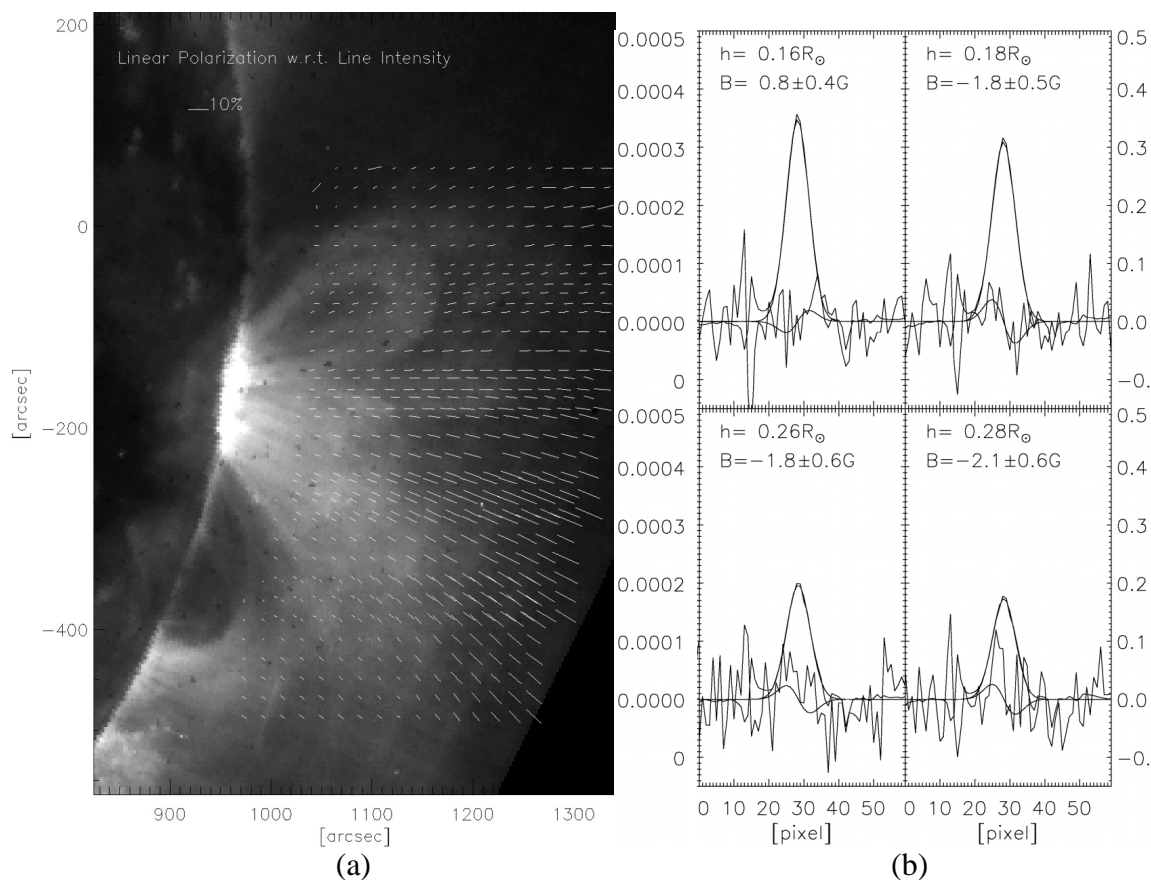 Linear Polarization w.r.t. Line Intensity
10%
200
0
−200
−400
[arcsec]
900 1000 1100 1200 1300
[arcsec]
(a)
0.0005
0.0004
0.0003
0.0002
0.0001
0.0000
0
h= 0.16R☉
B= 0.8±0.4G
h= 0.18R☉
B=−1.8±0.5G
0.5
0.4
0.3
0.2
0.1
0.0
−0.
0.0005
0.0004
0.0003
0.0002
0.0001
0.0000
0
h= 0.26R☉
B=−1.8±0.6G
h= 0.28R☉
B=−2.1±0.6G
0.5
0.4
0.3
0.2
0.1
0.0
−0.
0 10 20 30 40 50
0 10 20 30 40 50
[pixel]
[pixel]
(b)